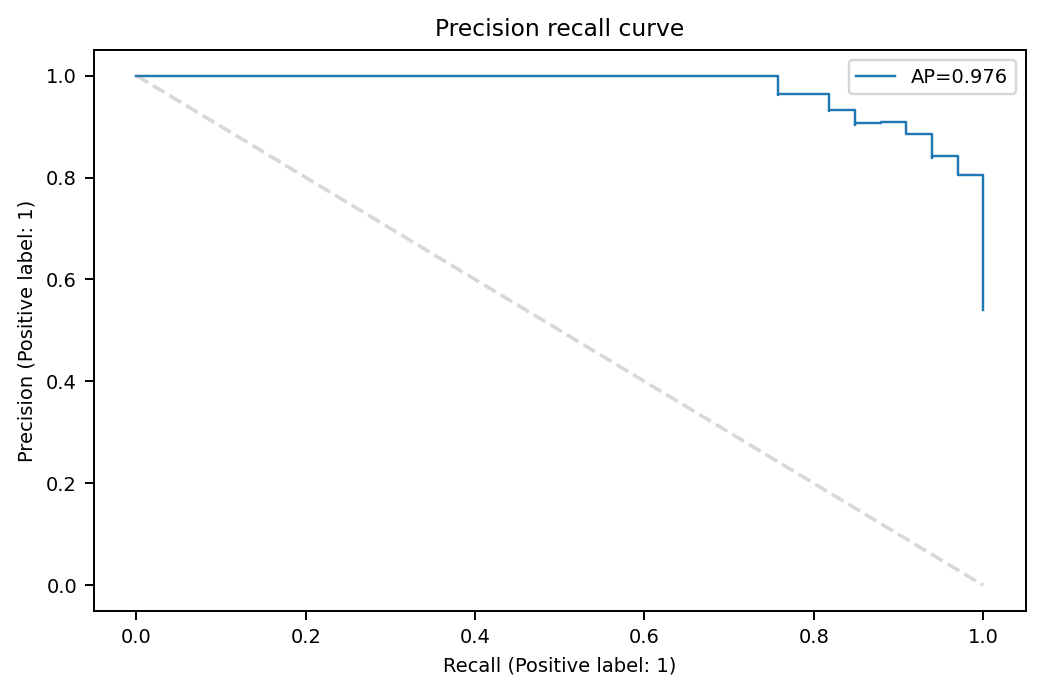 Precision recall curve
AP=0.976
Precision (Positive label: 1)
1.0
0.8
0.6
0.4
0.2
0.0
0.0 0.2 0.4 0.6 0.8 1.0
Recall (Positive label: 1)